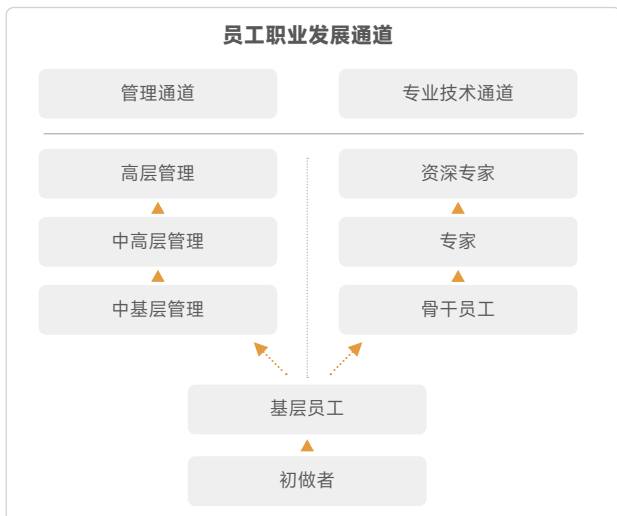 员工职业发展通道
管理通道
专业技术通道
高层管理
资深专家
中高层管理
专家
中基层管理
骨干员工
基层员工
初做者